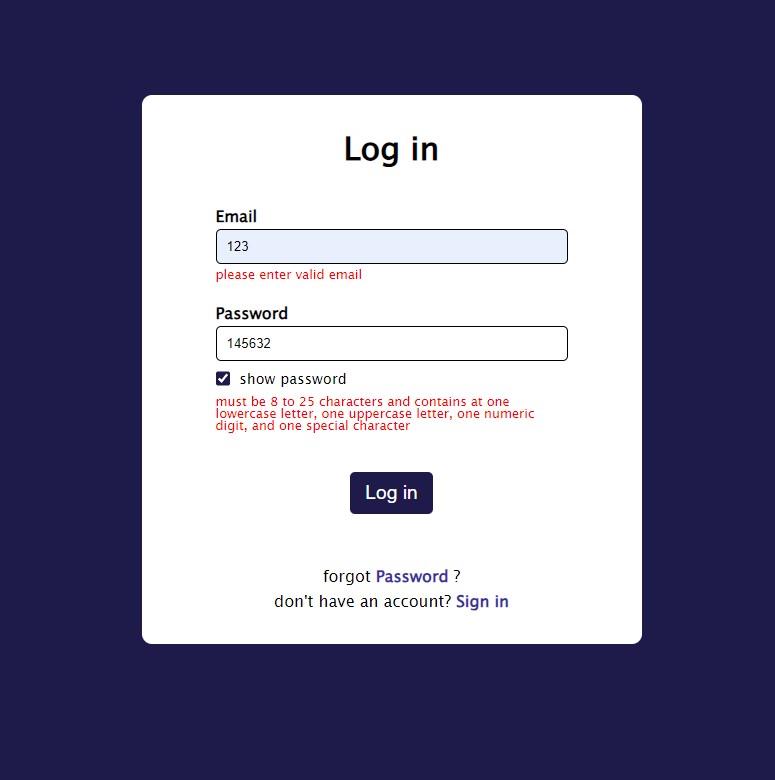 Log in
Email
123
please enter valid email
Password
145632
show password
must be 8 to 25 characters and contains at one
lowercase letter, one uppercase letter, one numeric
digit, and one special character
Log in
forgot Password ?
don't have an account? Sign in